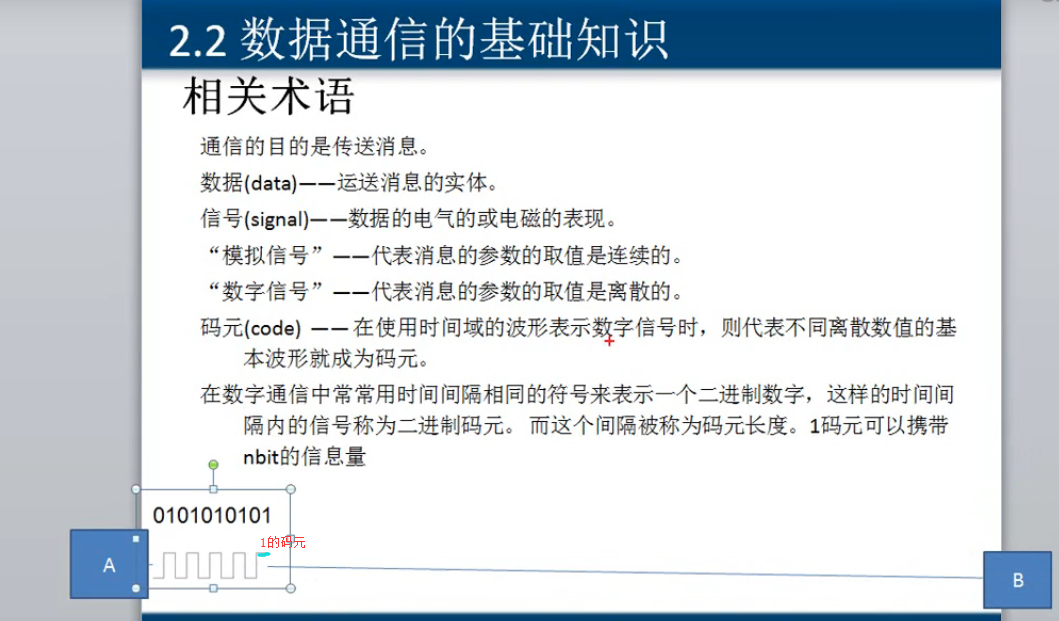 2.2 数据通信的基础知识
相关术语
通信的目的是传送消息。
数据(data)——运送消息的实体。
信号(signal)——数据的电气的或电磁的表现。
“模拟信号”——代表消息的参数的取值是连续的。
“数字信号”——代表消息的参数的取值是离散的。
码元(code) —— 在使用时间域的波形表示数字信号时，则代表不同离散数值的基
本波形就成为码元。
在数字通信中常常用时间间隔相同的符号来表示一个二进制数字，这样的时间间
隔内的信号称为二进制码元。 而这个间隔被称为码元长度。1码元可以携带
nbit的信息量
0101010101
1的码元
A
B